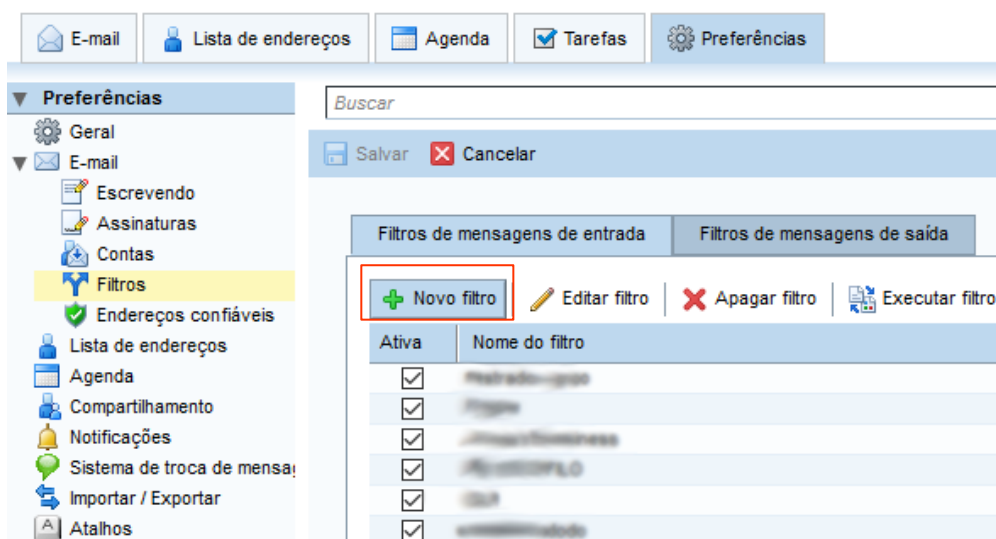 E-mail Lista de endereços Agenda Tarefas Preferências
Preferências
Buscar
Geral
Salvar Cancelar
E-mail
Escrevendo
Assinaturas
Filtros de mensagens de entrada Filtros de mensagens de saída
Contas
Filtros
Novo filtro Editar filtro Apagar filtro Executar filtro
Endereços confiáveis
Lista de endereços
Ativa Nome do filtro
Agenda
Compartilhamento
Notificações
Sistema de troca de
Importar / Exportar
A Atalhos